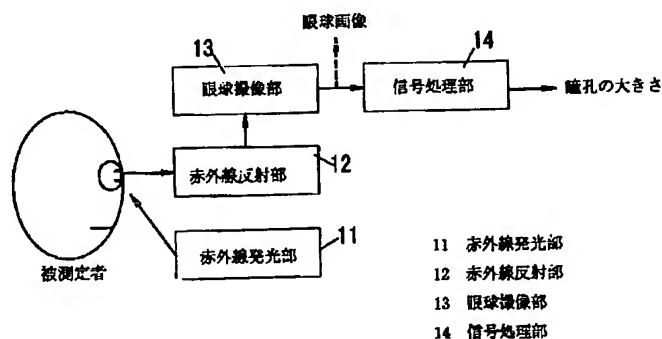 眼球画像
13
14
眼球撮像部
信号処理部
瞳孔の大きさ
赤外線反射部
12
赤外線発光部
11
被測定者
11 赤外線発光部
12 赤外線反射部
13 眼球撮像部
14 信号処理部